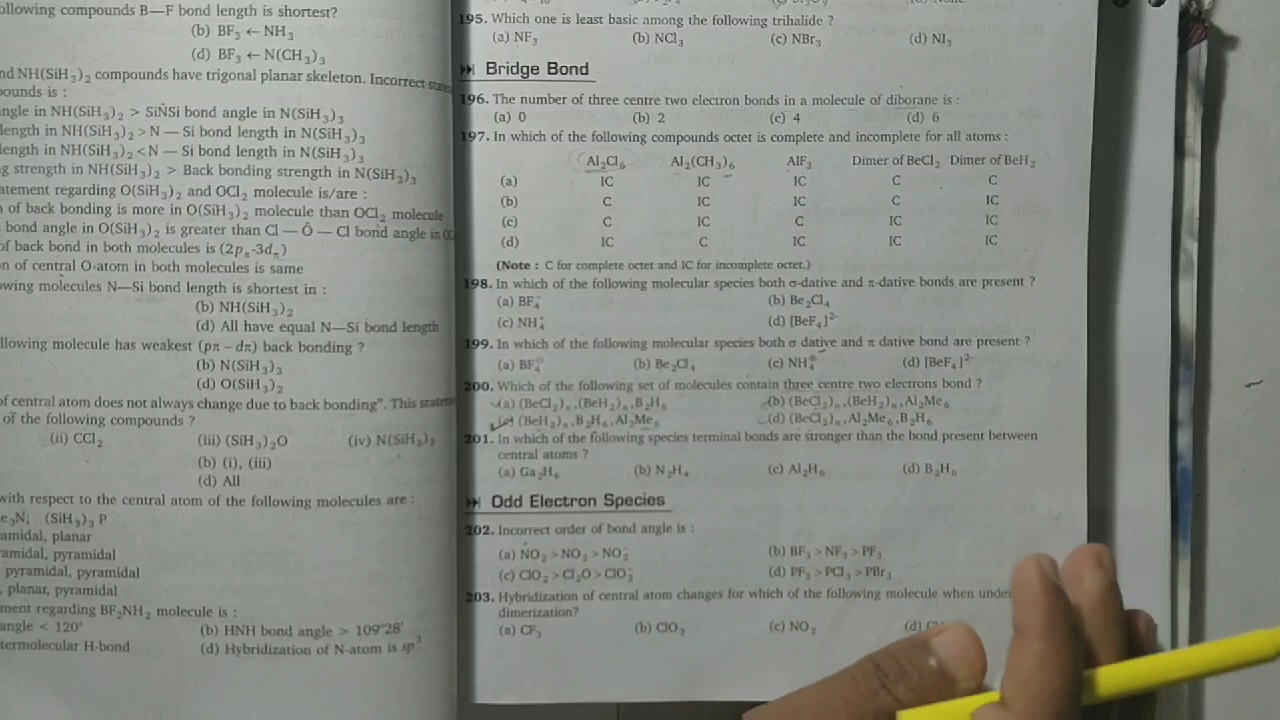 ollowing compounds B—F bond length is shortest?
(b) BF₃ ← NH₃
(d) BF₃ ← N(CH₃)₃
nd NH(SiH₃)₂ compounds have trigonal planar skeleton. Incorrect
ounds is :
ngle in NH(SiH₃)₂ > SiN̈Si bond angle in N(SiH₃)₃
length in NH(SiH₃)₂ > N — Si bond length in N(SiH₃)₃
length in NH(SiH₃)₂ < N — Si bond length in N(SiH₃)₃
g strength in NH(SiH₃)₂ > Back bonding strength in N(SiH₃)₃
atement regarding O(SiH₃)₂ and OCl₂ molecule is/are :
of back bonding is more in O(SiH₃)₂ molecule than OCl₂ molecule
bond angle in O(SiH₃)₂ is greater than Cl — Ö — Cl bond angle in
of back bond in both molecules is (2pπ-3dπ)
n of central O-atom in both molecules is same
owing molecules N—Si bond length is shortest in :
(b) NH(SiH₃)₂
(d) All have equal N—Si bond length
llowing molecule has weakest (pπ – dπ) back bonding ?
(b) N(SiH₃)₃
(d) O(SiH₃)₂
of central atom does not always change due to back bonding". This
of the following compounds ?
(ii) CCl₂ (iii) (SiH₃)₂O (iv) N(SiH₃)₃
(b) (i), (iii)
(d) All
with respect to the central atom of the following molecules are :
e₃N; (SiH₃)₃ P
amidal, planar
amidal, pyramidal
pyramidal, pyramidal
, planar, pyramidal
ment regarding BF₂NH₂ molecule is :
angle < 120° (b) HNH bond angle > 109°28'
termolecular H-bond (d) Hybridization of N-atom is sp³
195. Which one is least basic among the following trihalide ?
(a) NF₃ (b) NCl₃ (c) NBr₃ (d) NI₃
Bridge Bond
196. The number of three centre two electron bonds in a molecule of diborane is :
(a) 0 (b) 2 (c) 4 (d) 6
197. In which of the following compounds octet is complete and incomplete for all atoms :
Al₂Cl₆ Al₂(CH₃)₆ AlF₃ Dimer of BeCl₂ Dimer of BeH₂
(a) IC IC IC C C
(b) C IC IC C IC
(c) C IC C IC IC
(d) IC C IC IC IC
(Note : C for complete octet and IC for incomplete octet.)
198. In which of the following molecular species both σ-dative and π-dative bonds are present ?
(a) BF₄⁻ (b) Be₂Cl₄
(c) NH₄⁺ (d) [BeF₄]²⁻
199. In which of the following molecular species both σ dative and π dative bond are present ?
(a) BF₄⊖ (b) Be₂Cl₄ (c) NH₄⊕ (d) [BeF₄]²⁻
200. Which of the following set of molecules contain three centre two electrons bond ?
(a) (BeCl₂)ₙ,(BeH₂)ₙ,B₂H₆ (b) (BeCl₂)ₙ,(BeH₂)ₙ,Al₂Me₆
(c) (BeH₂)ₙ,B₂H₆,Al₂Me₆ (d) (BeCl₂)ₙ,Al₂Me₆,B₂H₆
201. In which of the following species terminal bonds are stronger than the bond present between
central atoms ?
(a) Ga₂H₆ (b) N₂H₄ (c) Al₂H₆ (d) B₂H₆
Odd Electron Species
202. Incorrect order of bond angle is :
(a) NO₃ > NO₂ > NO₂⁻ (b) BF₃ > NF₃ > PF₃
(c) ClO₂ > Cl₂O > ClO₂⁻ (d) PF₃ > PCl₃ > PBr₃
203. Hybridization of central atom changes for which of the following molecule when unde
dimerization?
(a) CF₃ (b) ClO₃ (c) NO₂ (d)